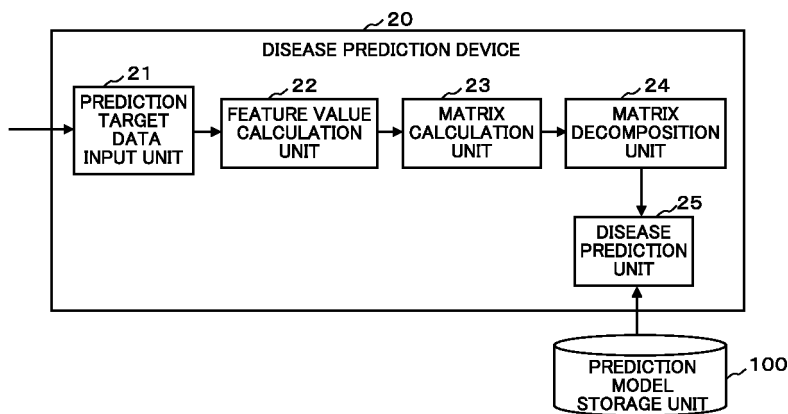 20
DISEASE PREDICTION DEVICE
21
PREDICTION
TARGET
DATA
INPUT UNIT
22
FEATURE VALUE
CALCULATION
UNIT
23
MATRIX
CALCULATION
UNIT
24
MATRIX
DECOMPOSITION
UNIT
25
DISEASE
PREDICTION
UNIT
100
PREDICTION
MODEL
STORAGE UNIT